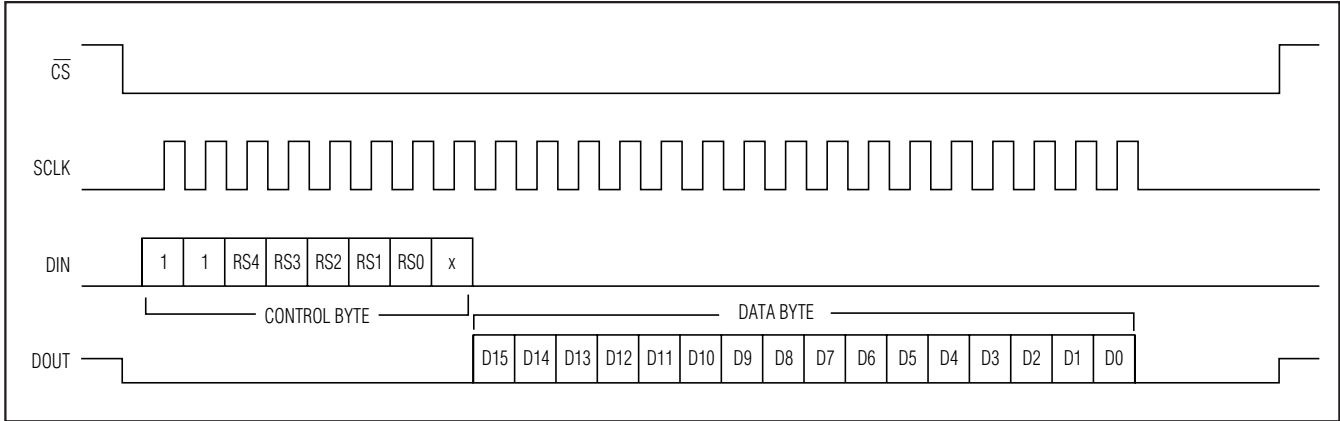 C̅S̅
SCLK
DIN 1 1 RS4 RS3 RS2 RS1 RS0 x
CONTROL BYTE DATA BYTE
DOUT D15 D14 D13 D12 D11 D10 D9 D8 D7 D6 D5 D4 D3 D2 D1 D0